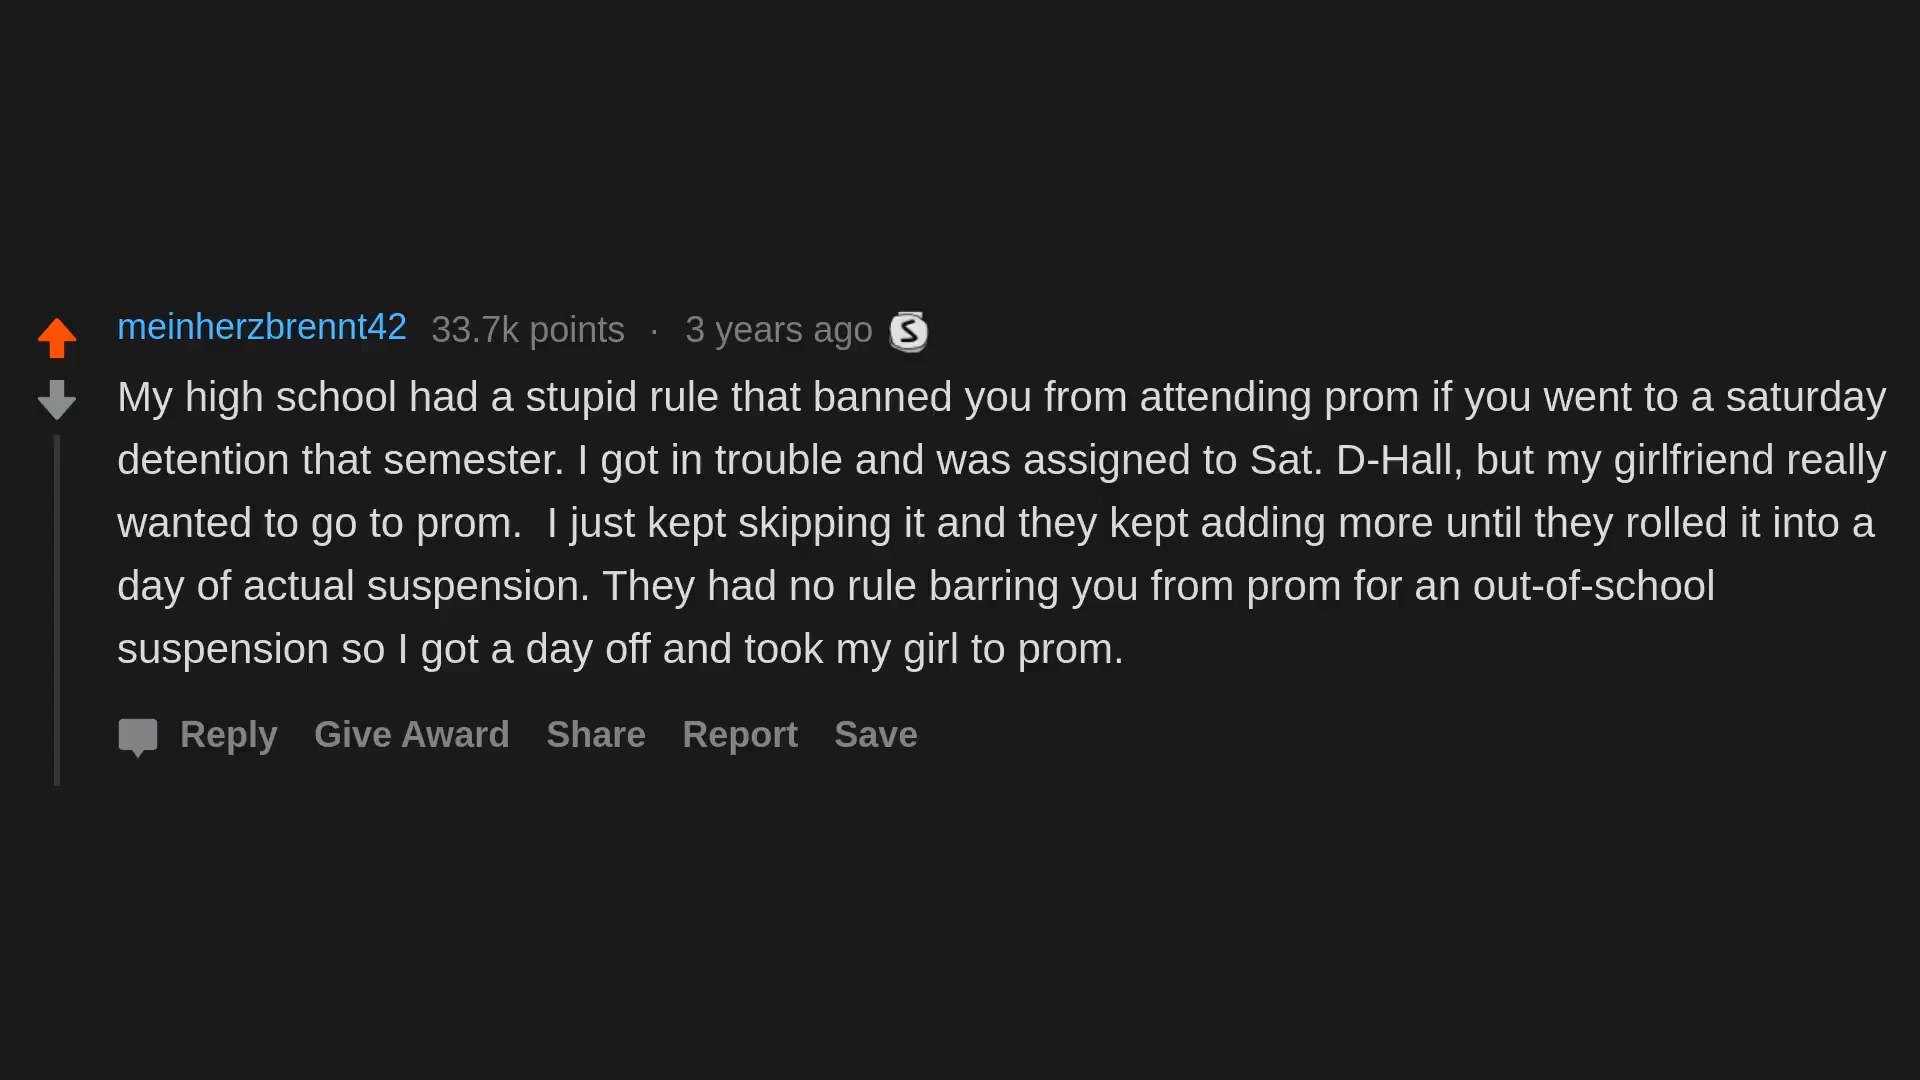 meinherzbrennt42 33.7k points · 3 years ago S
My high school had a stupid rule that banned you from attending prom if you went to a saturday
detention that semester. I got in trouble and was assigned to Sat. D-Hall, but my girlfriend really
wanted to go to prom.  I just kept skipping it and they kept adding more until they rolled it into a
day of actual suspension. They had no rule barring you from prom for an out-of-school
suspension so I got a day off and took my girl to prom.
Reply Give Award Share Report Save